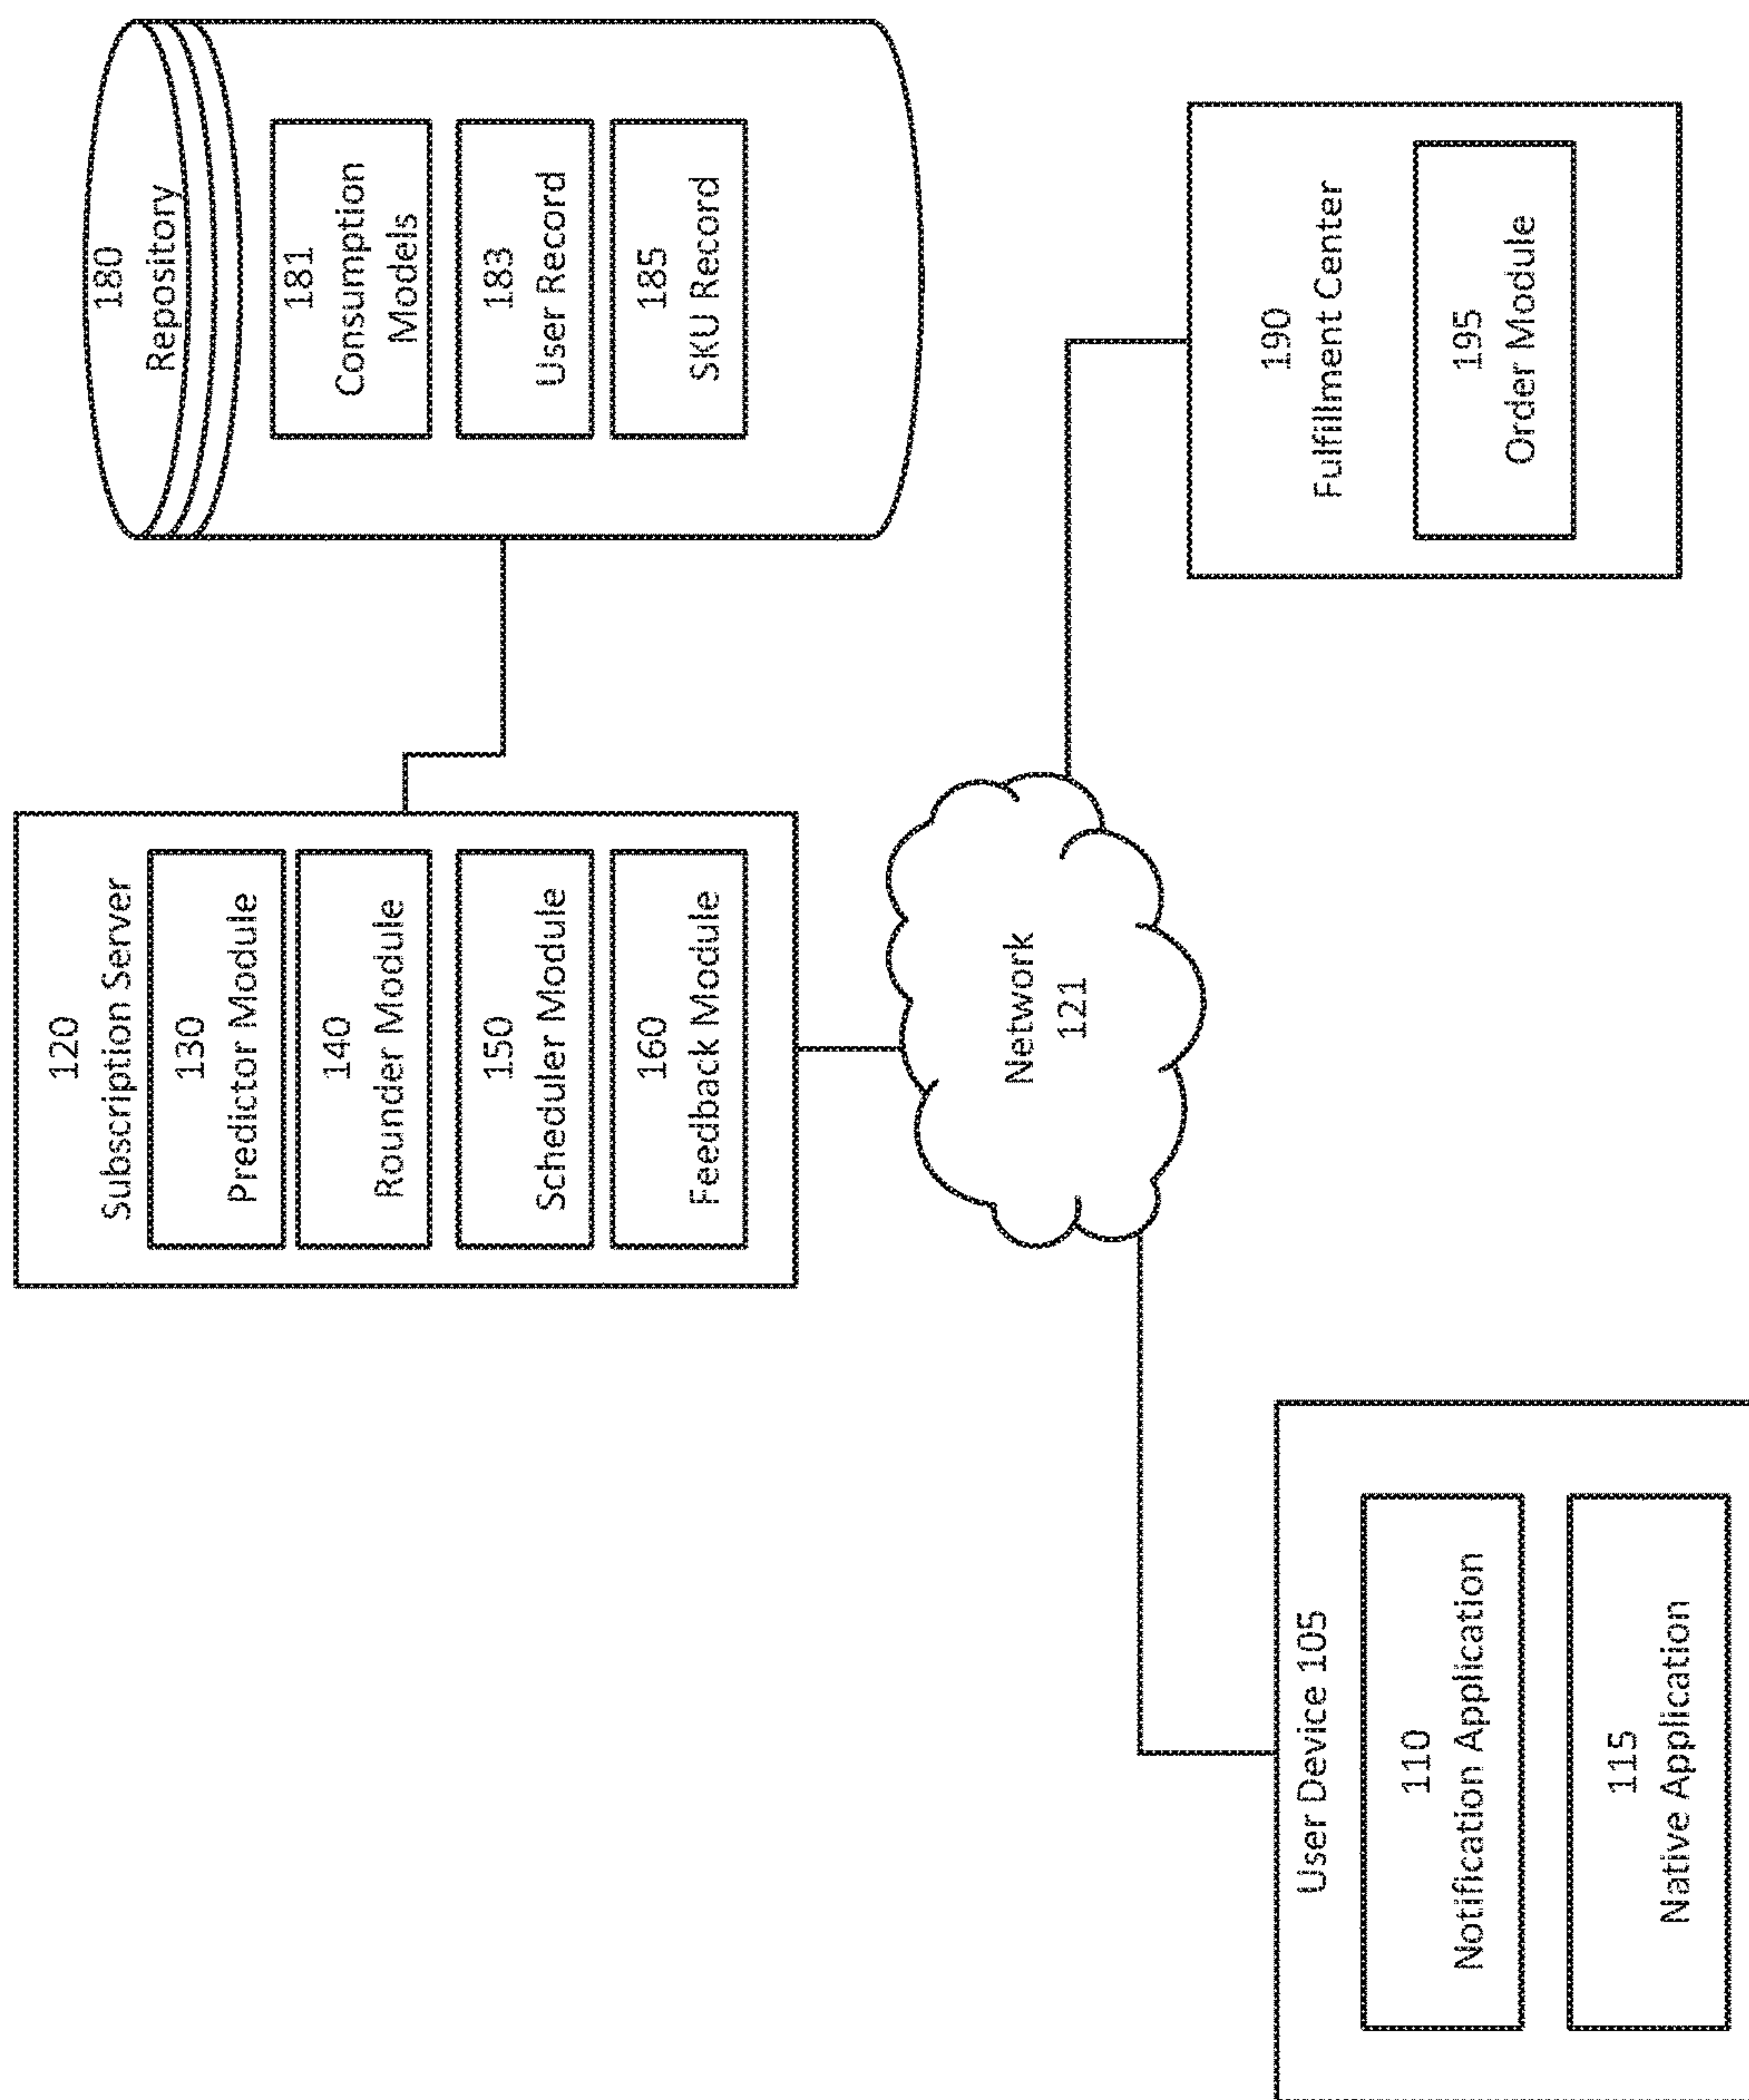 120
Subscription Server
130
Predictor Module
140
Rounder Module
150
Scheduler Module
160
Feedback Module
180
Repository
181
Consumption
Models
183
User Record
185
SKU Record
Network
121
User Device 105
110
Notification Application
115
Native Application
190
Fulfillment Center
195
Order Module